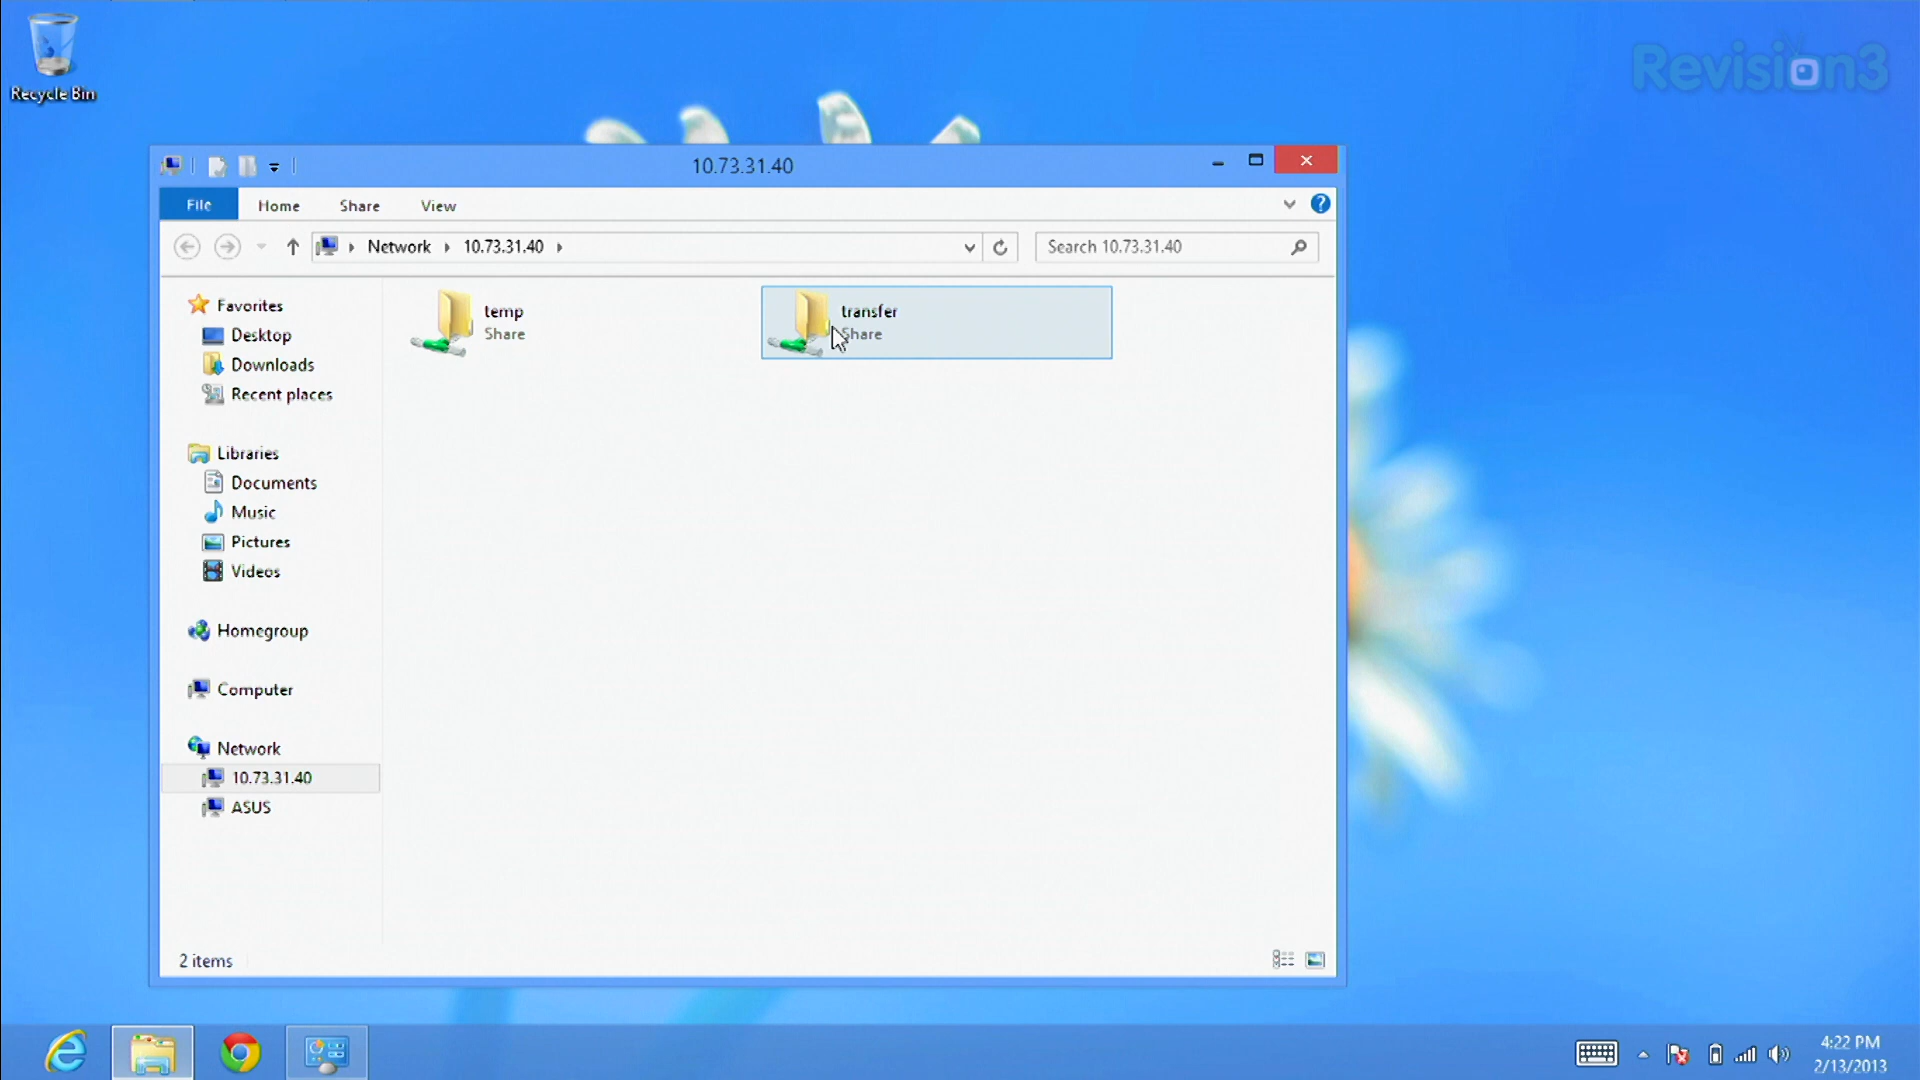 Recycle Bin
Revision3
10.73.31.40
File Home Share View
Network 10.73.31.40
Search 10.73.31.40
Favorites
Desktop
Downloads
Recent places
Libraries
Documents
Music
Pictures
Videos
Homegroup
Computer
Network
10.73.31.40
ASUS
temp
Share
transfer
Share
2 items
4:22 PM
2/13/2013